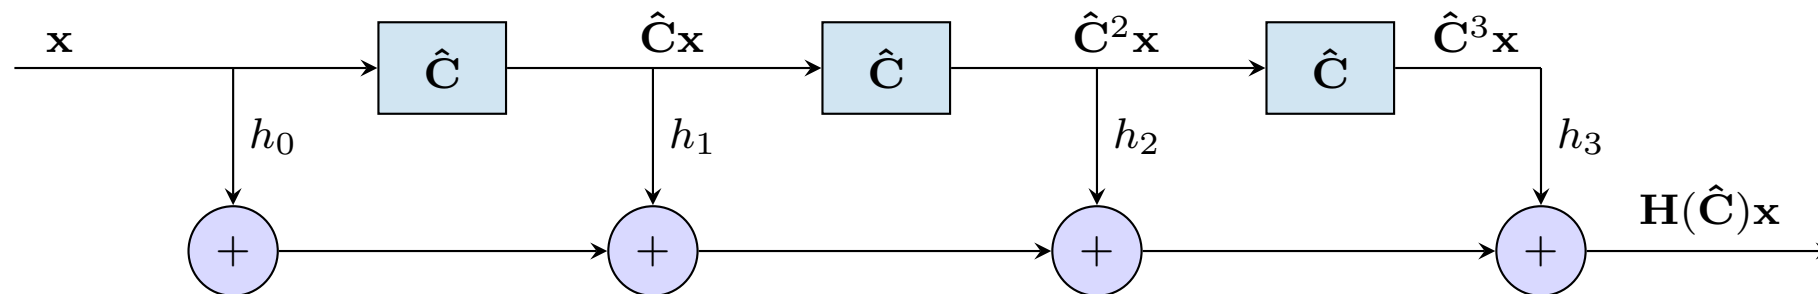 x Ĉx Ĉ²x Ĉ³x
Ĉ Ĉ Ĉ
h₀ h₁ h₂ h₃
H(Ĉ)x
+ + + +